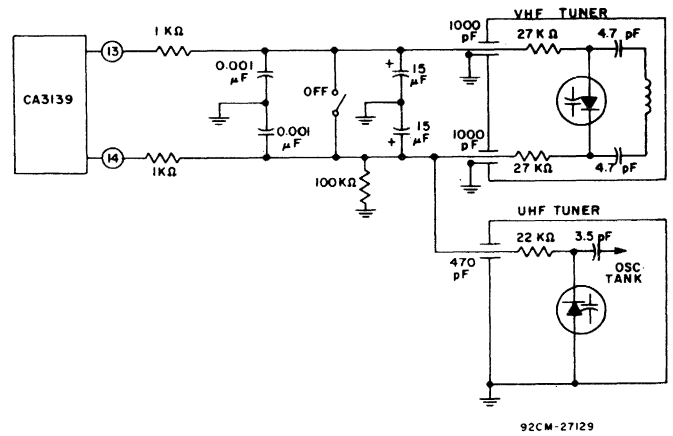 VHF TUNER
1000
pF
1 KΩ
27 KΩ
4.7 pF
13
0.001
μF
15
μF
OFF
CA3139
0.001
μF
15
μF
1000
pF
14
1KΩ
27 KΩ
4.7 pF
100KΩ
UHF TUNER
22 KΩ
3.5 pF
470
pF
OSC
TANK
92CM-27129